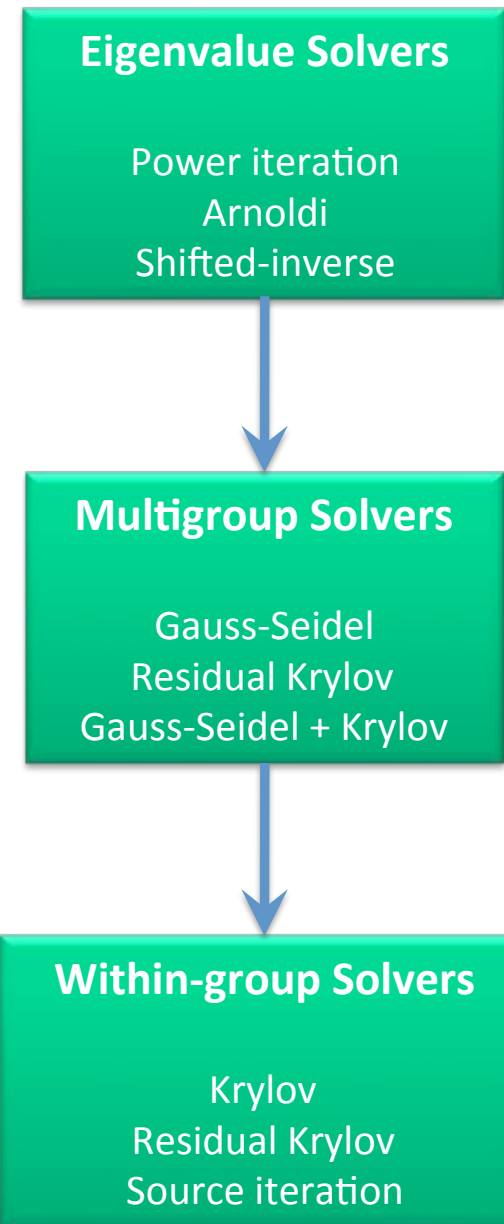 Eigenvalue Solvers
Power iteration
Arnoldi
Shifted-inverse
Multigroup Solvers
Gauss-Seidel
Residual Krylov
Gauss-Seidel + Krylov
Within-group Solvers
Krylov
Residual Krylov
Source iteration